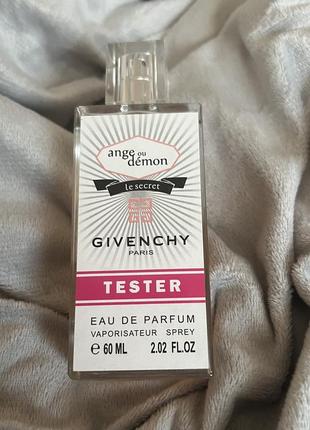 ange ou
démon
le secret
GIVENCHY
PARIS
TESTER
EAU DE PARFUM
VAPORISATEUR SPREY
℮ 60 ML 2.02 FL.OZ